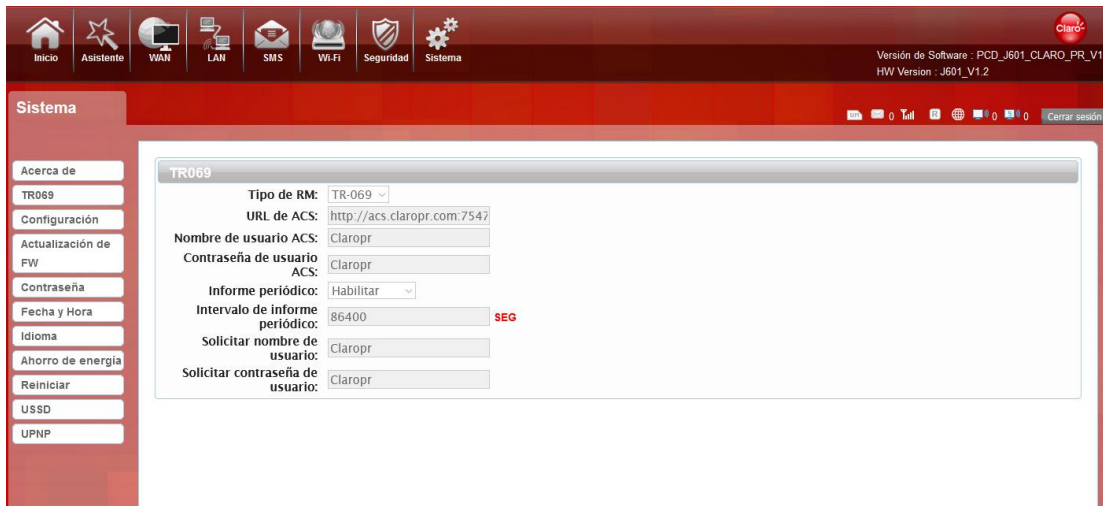 Inicio Asistente WAN LAN SMS Wi-Fi Seguridad Sistema
Claro
Versión de Software : PCD_J601_CLARO_PR_V1
HW Version : J601_V1.2
Sistema
0 R 0 0 Cerrar sesión
Acerca de
TR069
Configuración
Actualización de
FW
Contraseña
Fecha y Hora
Idioma
Ahorro de energía
Reiniciar
USSD
UPNP
TR069
Tipo de RM: TR-069
URL de ACS: http://acs.claropr.com:7547
Nombre de usuario ACS: Claropr
Contraseña de usuario
ACS: Claropr
Informe periódico: Habilitar
Intervalo de informe
periódico: 86400 SEG
Solicitar nombre de
usuario: Claropr
Solicitar contraseña de
usuario: Claropr